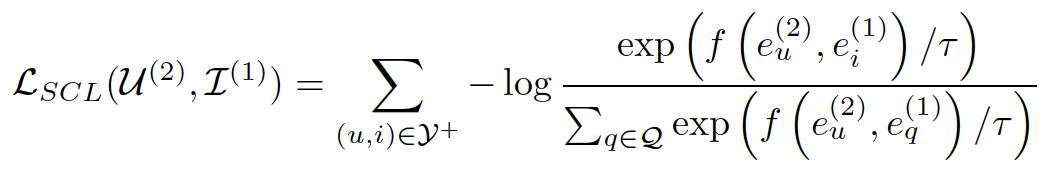 $\mathcal{L}_{SCL}(\mathcal{U}^{(2)}, \mathcal{I}^{(1)}) = \sum_{(u,i)\in\mathcal{Y}^{+}} -\log \frac{\exp\left(f\left(e_u^{(2)}, e_i^{(1)}\right)/\tau\right)}{\sum_{q\in\mathcal{Q}} \exp\left(f\left(e_u^{(2)}, e_q^{(1)}\right)/\tau\right)}$